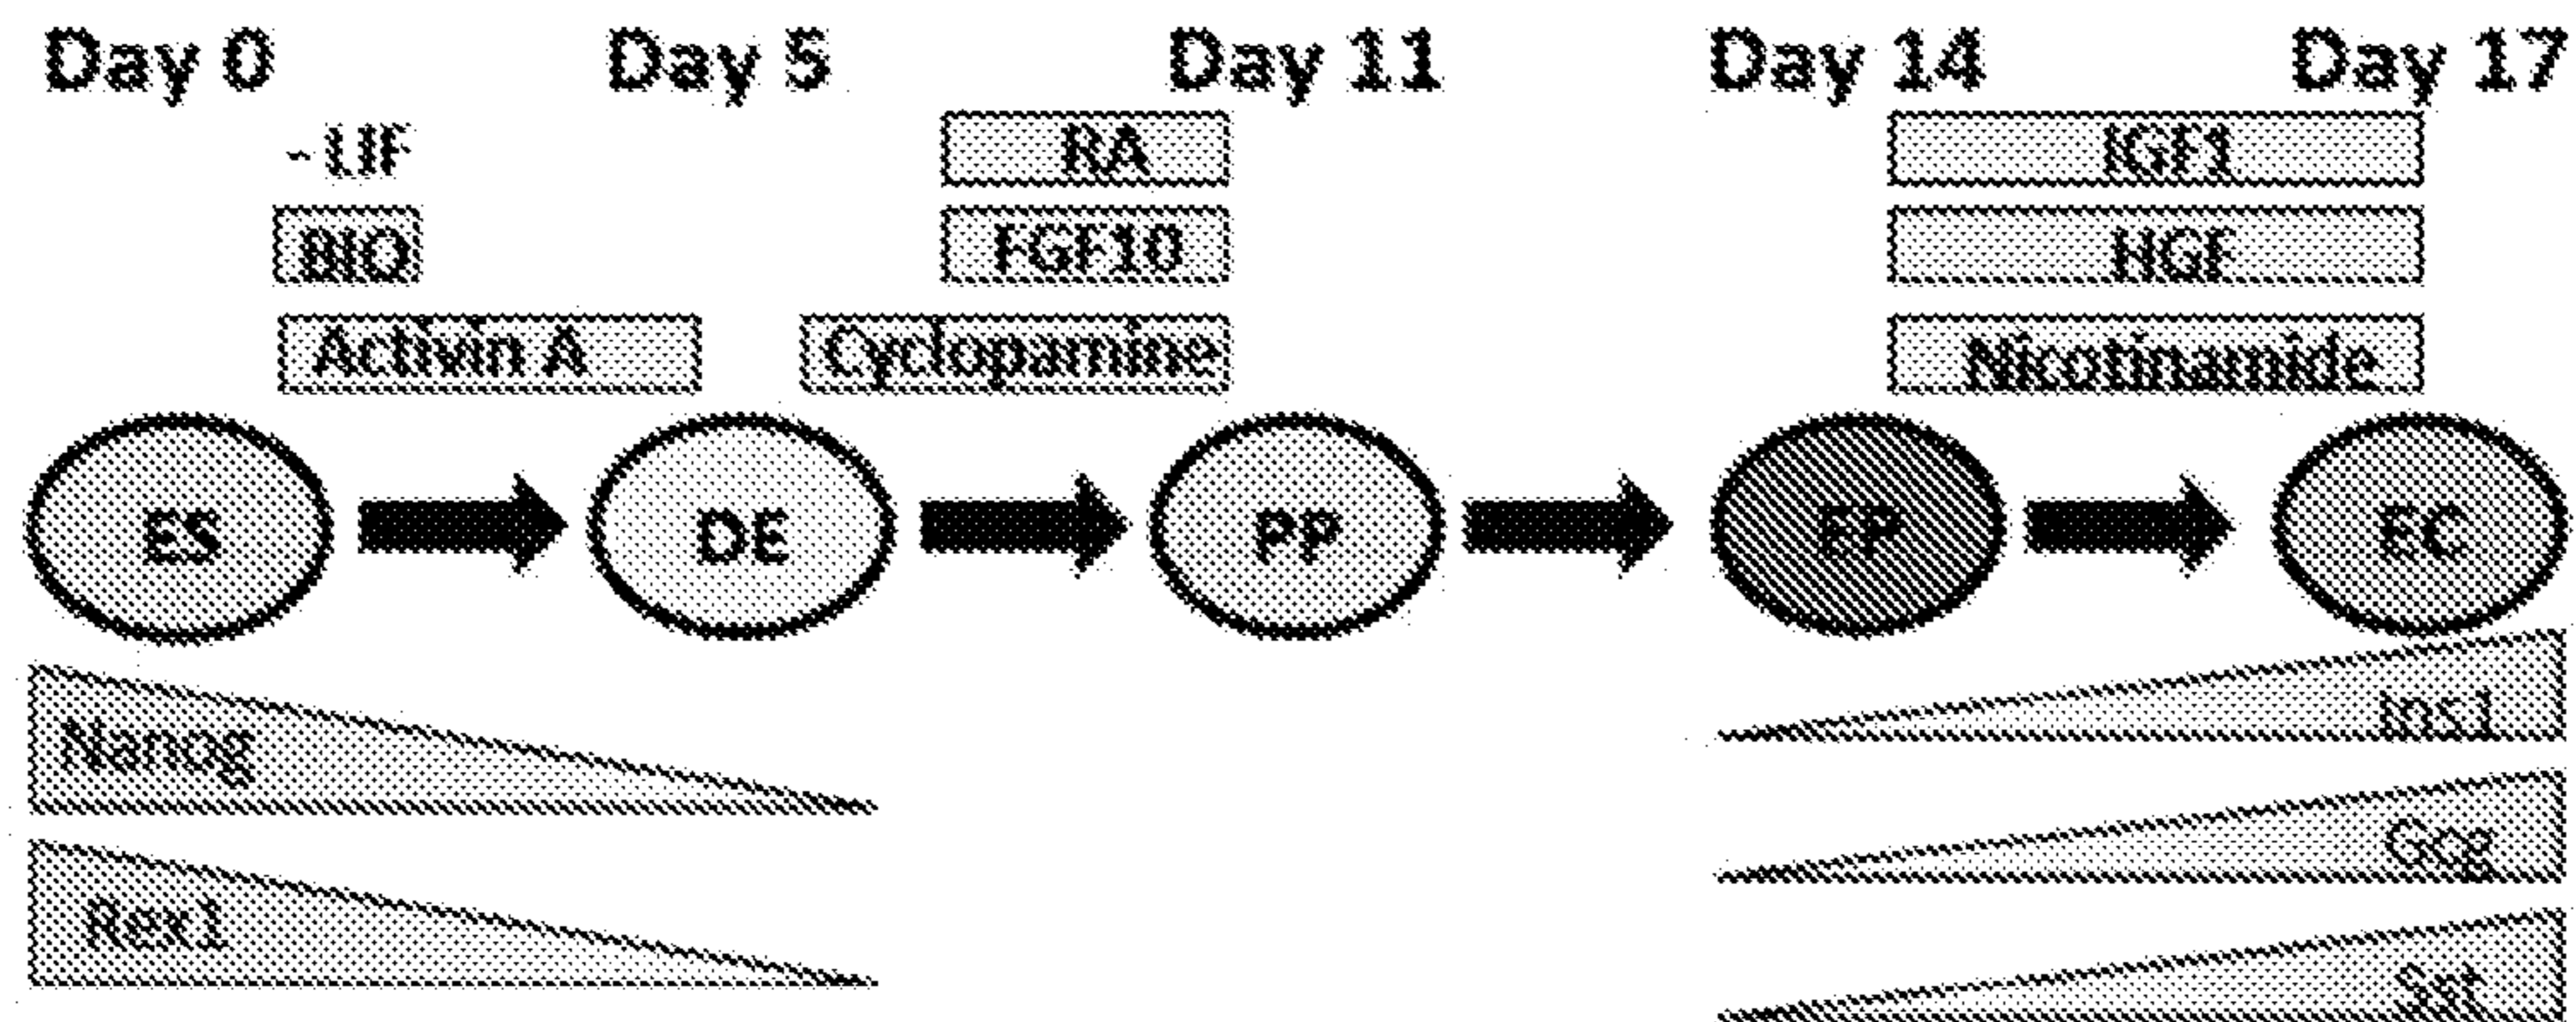 Day 0 Day 5 Day 11 Day 14 Day 17
- LIF RA IGF1
BIO FGF10 HGF
Activin A Cyclopamine Nicotinamide
ES DE PP EP EC
Nanog Ins1
Gcg
Rex1
Sst